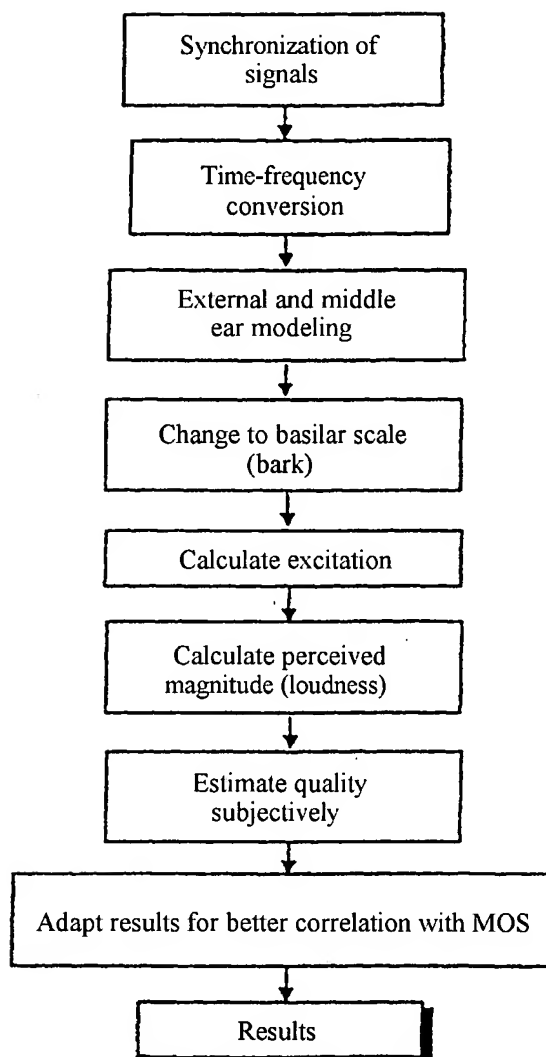 Synchronization of
signals
Time-frequency
conversion
External and middle
ear modeling
Change to basilar scale
(bark)
Calculate excitation
Calculate perceived
magnitude (loudness)
Estimate quality
subjectively
Adapt results for better correlation with MOS
Results